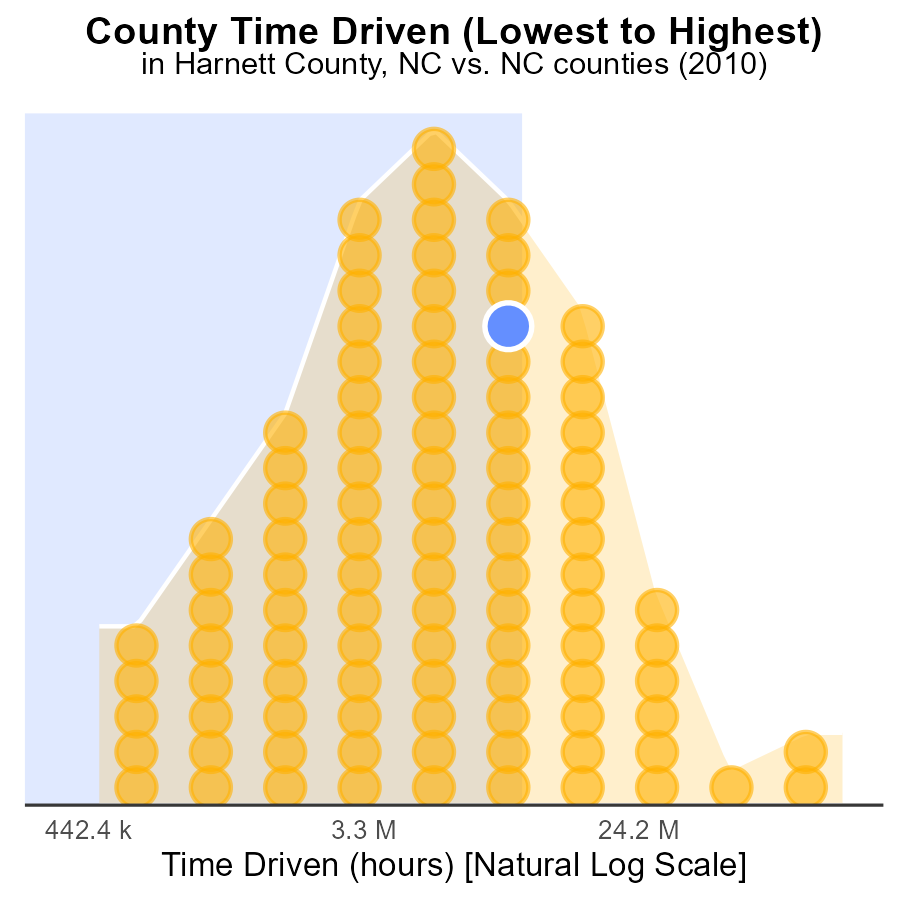 County Time Driven (Lowest to Highest)
in Harnett County, NC vs. NC counties (2010)
442.4 k 3.3 M 24.2 M
Time Driven (hours) [Natural Log Scale]